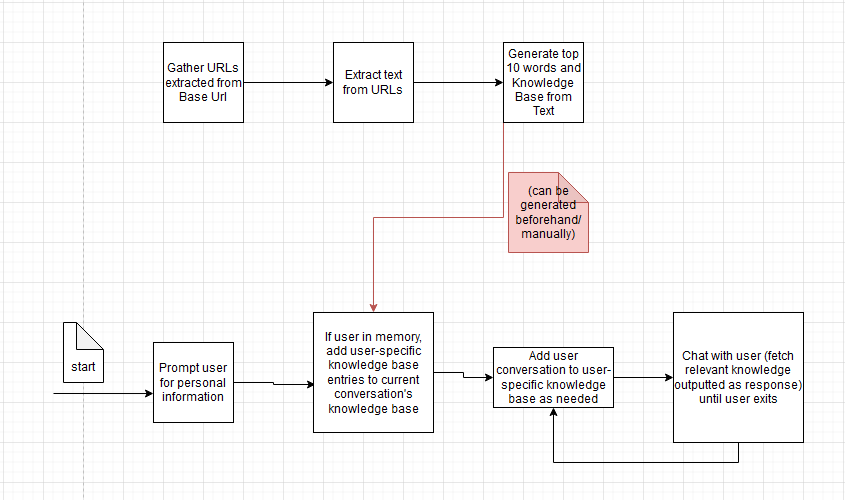 Gather URLs
extracted from
Base Url
Extract text
from URLs
Generate top
10 words and
Knowledge
Base from
Text
(can be
generated
beforehand/
manually)
start
Prompt user
for personal
information
If user in memory,
add user-specific
knowledge base
entries to current
conversation's
knowledge base
Add user
conversation to user-
specific knowledge
base as needed
Chat with user (fetch
relevant knowledge
outputted as response)
until user exits